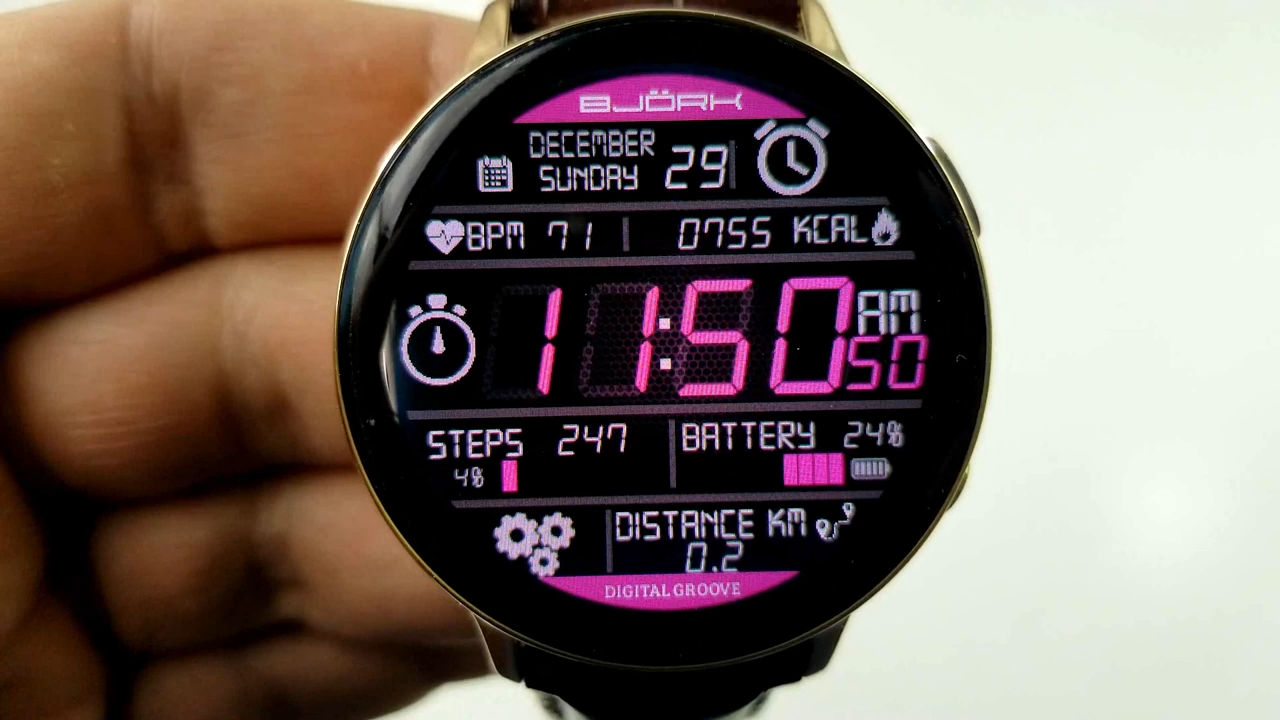 BJÖRK
DECEMBER
SUNDAY 29
BPM 71 0755 KCAL
11:50 AM
50
STEPS 247 BATTERY 24%
4%
DISTANCE KM
0.2
DIGITAL GROOVE